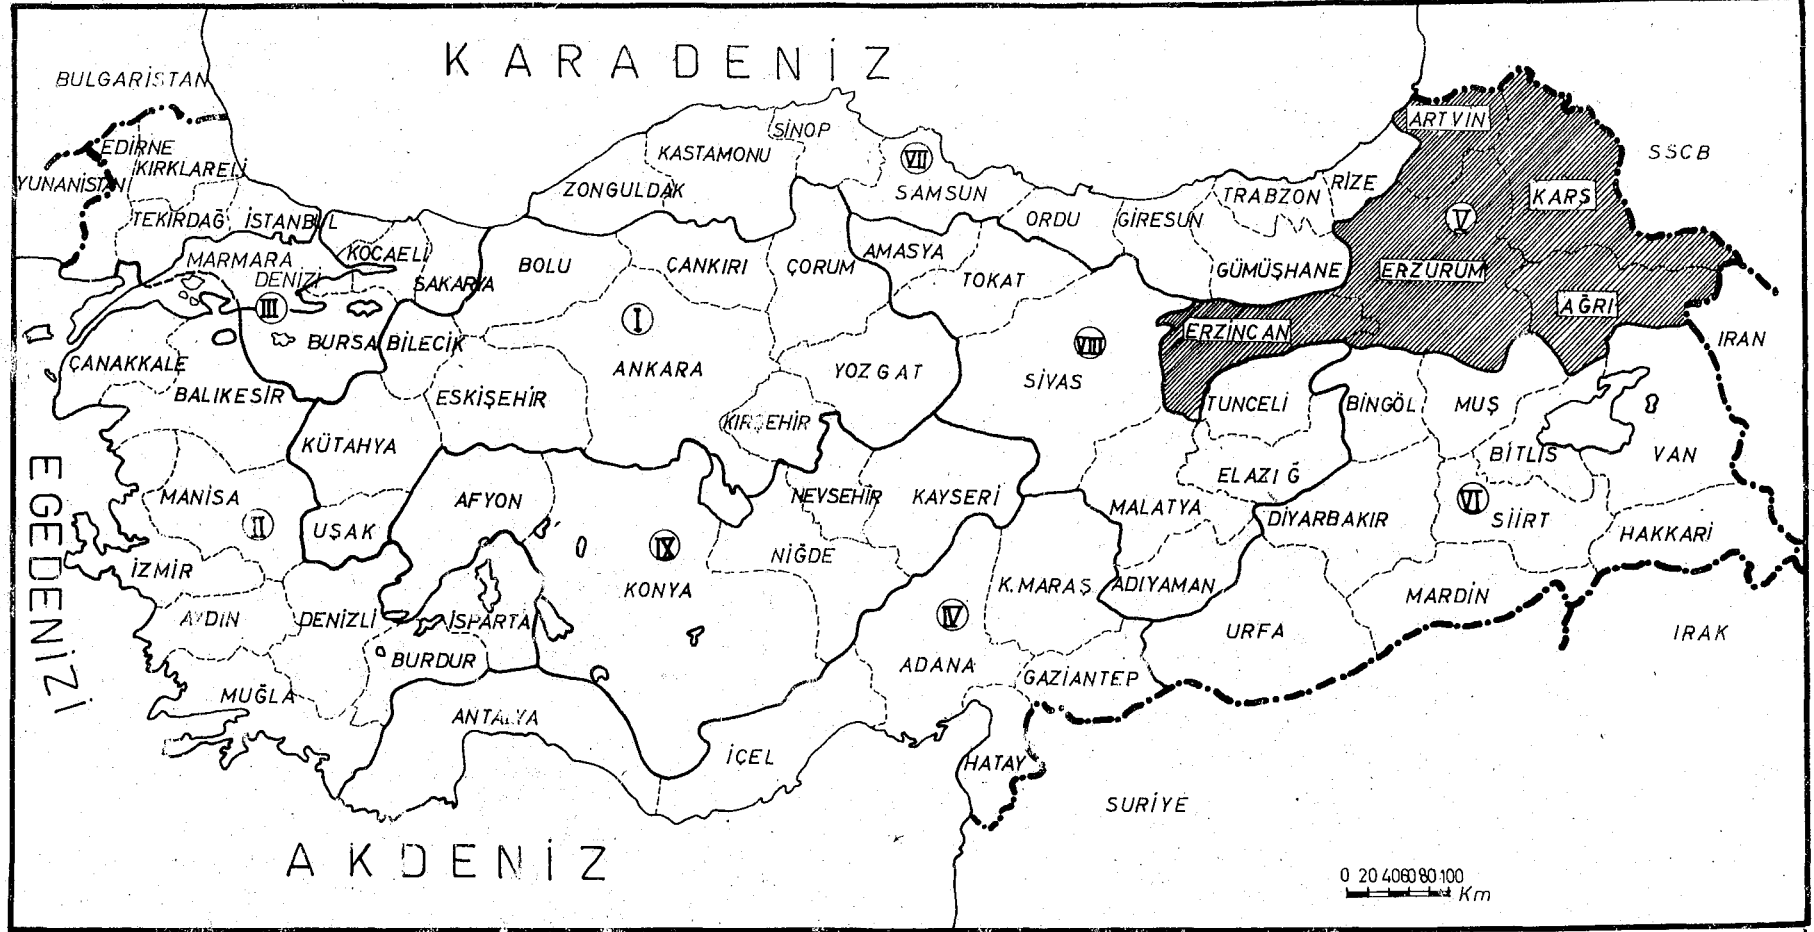 KARADENİZ
BULGARİSTAN
EDİRNE
KIRKLARELİ
YUNANİSTAN
TEKİRDAĞ
İSTANBUL
MARMARA
DENİZİ
KOCAELİ
SAKARYA
ZONGULDAK
KASTAMONU
SİNOP
VII
SAMSUN
ORDU
GİRESUN
TRABZON
RİZE
ARTVİN
KARS
SSCB
V
BOLU
ÇANKIRI
ÇORUM
AMASYA
TOKAT
GÜMÜŞHANE
ERZURUM
AĞRI
III
I
VIII
ERZİNCAN
IRAN
BURSA
BİLECİK
ÇANAKKALE
BALIKESİR
ESKİŞEHİR
ANKARA
YOZGAT
SİVAS
TUNCELİ
BİNGÖL
MUŞ
KIRŞEHİR
KÜTAHYA
BİTLİS
VAN
ELAZIĞ
EGEDENİZİ
MANİSA
II
UŞAK
AFYON
NEVSEHİR
KAYSERİ
MALATYA
DİYARBAKIR
VI
SİİRT
HAKKARİ
İZMİR
IX
KONYA
NİĞDE
K.MARAŞ
ADIYAMAN
MARDİN
AYDIN
DENİZLİ
İSPARTA
IV
URFA
IRAK
BURDUR
ADANA
GAZİANTEP
MUĞLA
ANTALYA
İÇEL
HATAY
SURİYE
AKDENİZ
0 20 40 60 80 100
Km